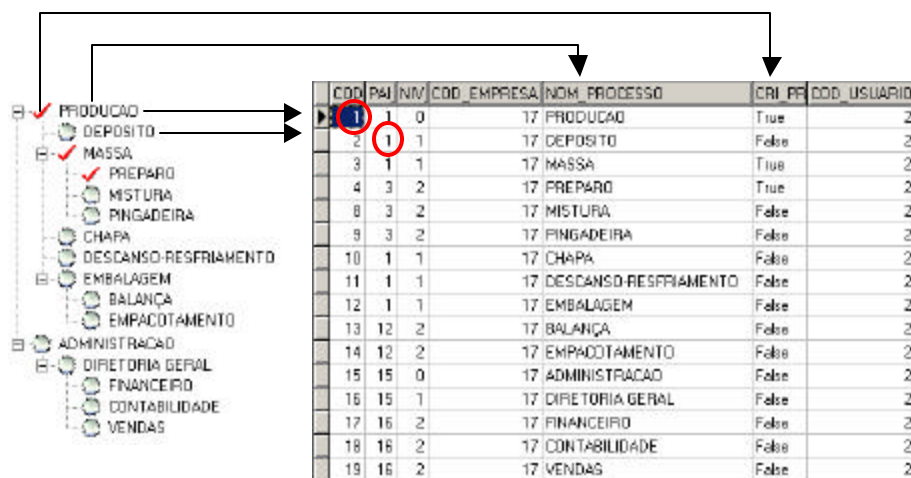 PRODUCAO
DEPOSITO
MASSA
PREPARO
MISTURA
PINGADEIRA
CHAPA
DESCANSO-RESFRIAMENTO
EMBALAGEM
BALANÇA
EMPACOTAMENTO
ADMINISTRACAO
DIRETORIA GERAL
FINANCEIRO
CONTABILIDADE
VENDAS
COD PAI NIV COD_EMPRESA NOM_PROCESSO CRI_PR COD_USUARIO
1 1 0 17 PRODUCAO True 2
2 1 1 17 DEPOSITO False 2
3 1 1 17 MASSA True 2
4 3 2 17 PREPARO True 2
8 3 2 17 MISTURA False 2
9 3 2 17 PINGADEIRA False 2
10 1 1 17 CHAPA False 2
11 1 1 17 DESCANSO-RESFRIAMENTO False 2
12 1 1 17 EMBALAGEM False 2
13 12 2 17 BALANÇA False 2
14 12 2 17 EMPACOTAMENTO False 2
15 15 0 17 ADMINISTRACAO False 2
16 15 1 17 DIRETORIA GERAL False 2
17 16 2 17 FINANCEIRO False 2
18 16 2 17 CONTABILIDADE False 2
19 16 2 17 VENDAS False 2